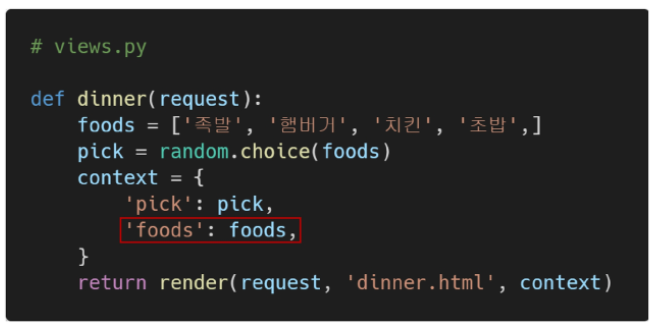 # views.py
def dinner(request):
    foods = ['족발', '햄버거', '치킨', '초밥',]
    pick = random.choice(foods)
    context = {
        'pick': pick,
        'foods': foods,
    }
    return render(request, 'dinner.html', context)